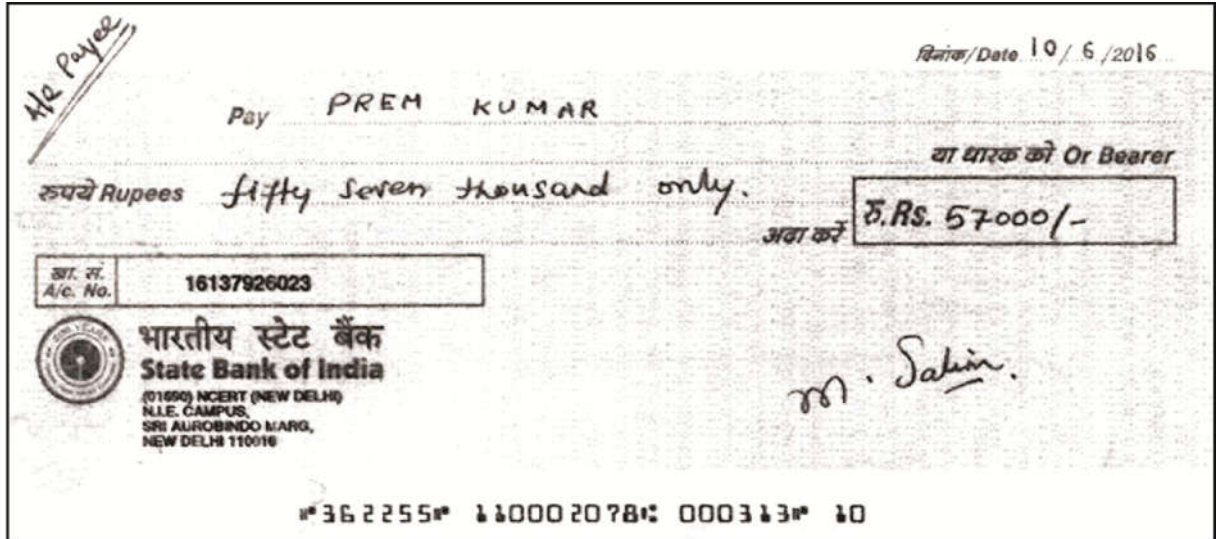 A/c Payee
दिनांक/Date 10/6/2016
Pay PREM KUMAR
या धारक को Or Bearer
रुपये Rupees fifty seven thousand only.
अदा करें रु.Rs. 57000/-
खा. सं.
A/c. No. 16137926023
भारतीय स्टेट बैंक
State Bank of India
(01690) NCERT (NEW DELHI)
N.I.E. CAMPUS,
SRI AUROBINDO MARG,
NEW DELHI 110016
M. Salim.
⑈362255⑈ 110002078⑆ 000313⑈ 10